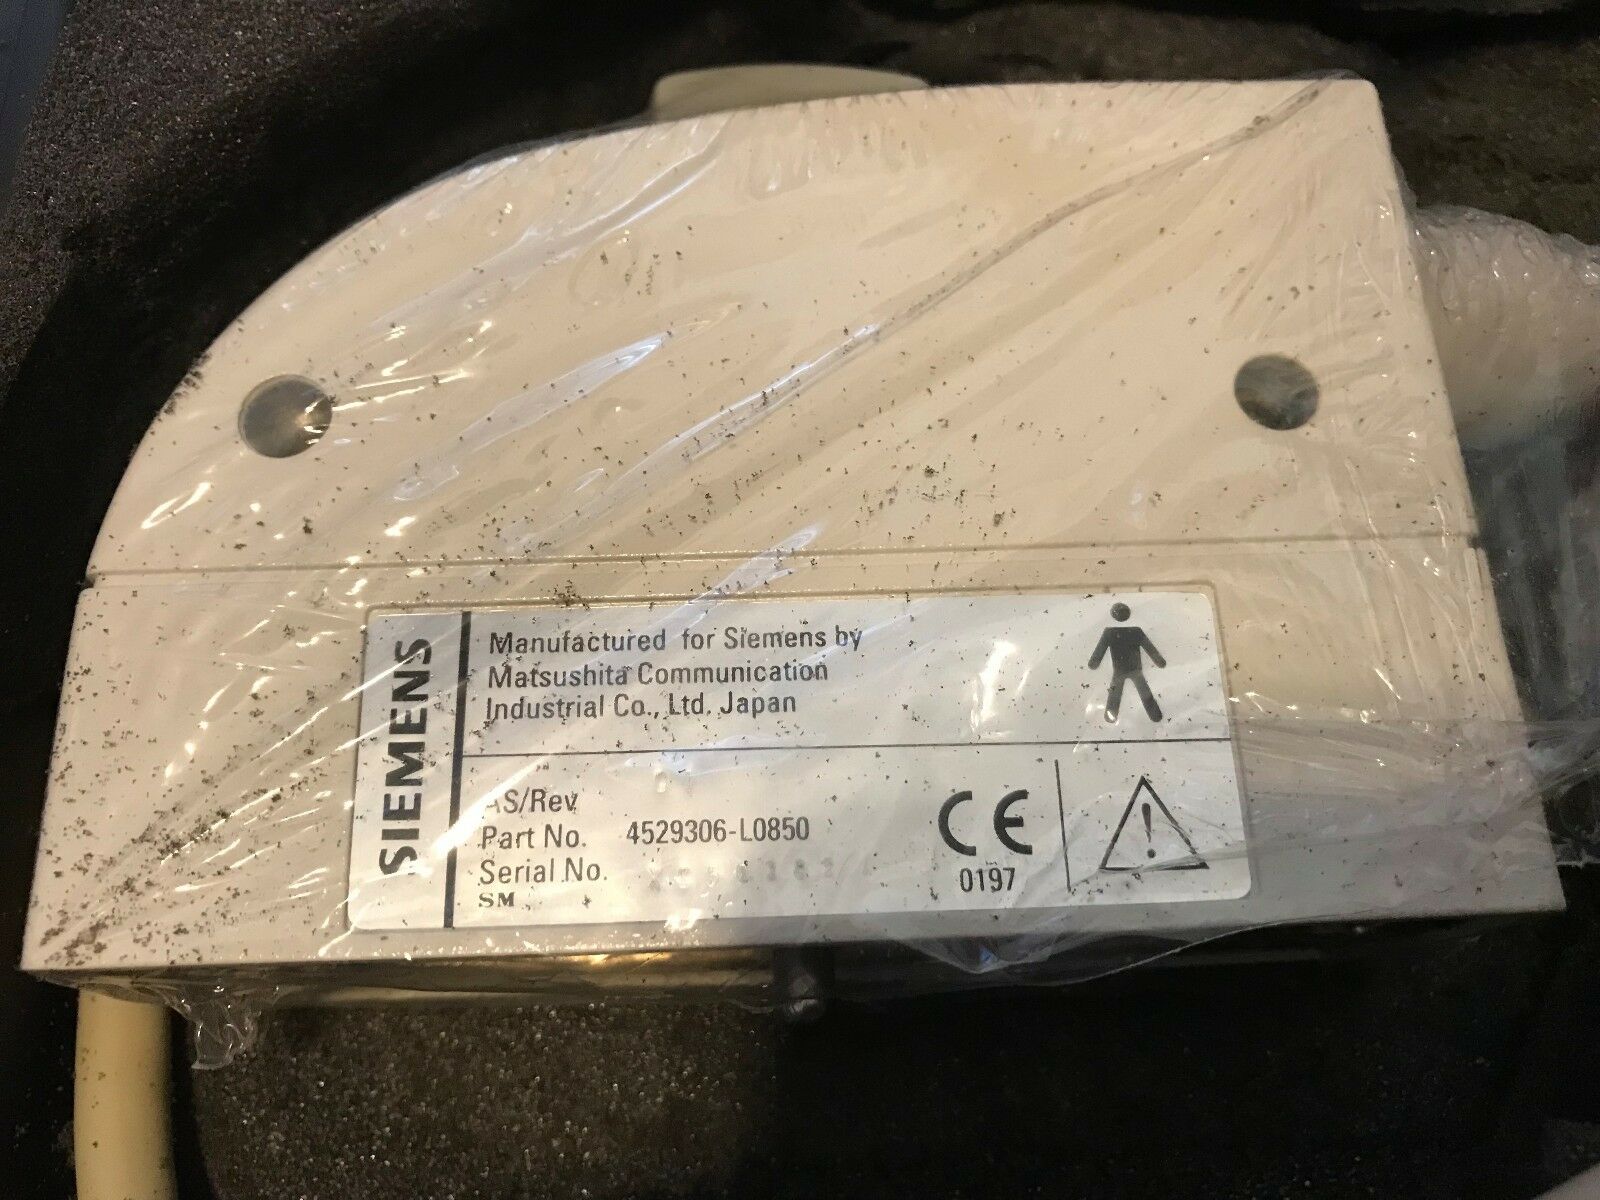 SIEMENS
Manufactured for Siemens by
Matsushita Communication
Industrial Co., Ltd. Japan
AS/Rev
Part No. 4529306-L0850
Serial No.
SM
CE
0197